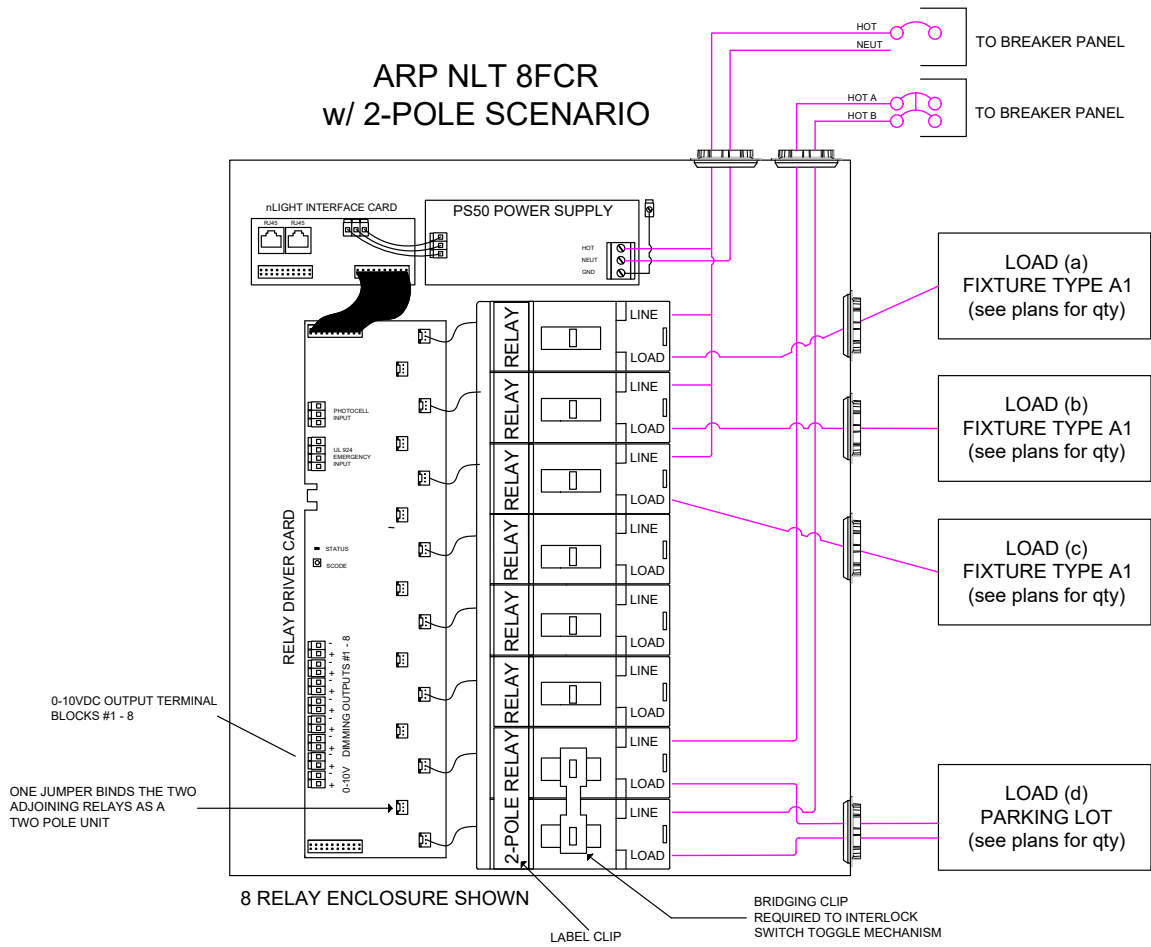 ARP NLT 8FCR
w/ 2-POLE SCENARIO
HOT
NEUT
TO BREAKER PANEL
HOT A
HOT B
TO BREAKER PANEL
nLIGHT INTERFACE CARD
RJ45 RJ45
PS50 POWER SUPPLY
HOT
NEUT
GND
RELAY
LINE
LOAD
RELAY
LINE
LOAD
RELAY
LINE
LOAD
RELAY
LINE
LOAD
RELAY
LINE
LOAD
RELAY
LINE
LOAD
2-POLE RELAY
LINE
LOAD
LINE
LOAD
LOAD (a)
FIXTURE TYPE A1
(see plans for qty)
LOAD (b)
FIXTURE TYPE A1
(see plans for qty)
LOAD (c)
FIXTURE TYPE A1
(see plans for qty)
LOAD (d)
PARKING LOT
(see plans for qty)
RELAY DRIVER CARD
PHOTOCELL
INPUT
UL 924
EMERGENCY
INPUT
STATUS
SCODE
0-10V DIMMING OUTPUTS #1 - 8
-
+
-
+
-
+
-
+
-
+
-
+
-
+
-
+
0-10VDC OUTPUT TERMINAL
BLOCKS #1 - 8
ONE JUMPER BINDS THE TWO
ADJOINING RELAYS AS A
TWO POLE UNIT
8 RELAY ENCLOSURE SHOWN
LABEL CLIP
BRIDGING CLIP
REQUIRED TO INTERLOCK
SWITCH TOGGLE MECHANISM